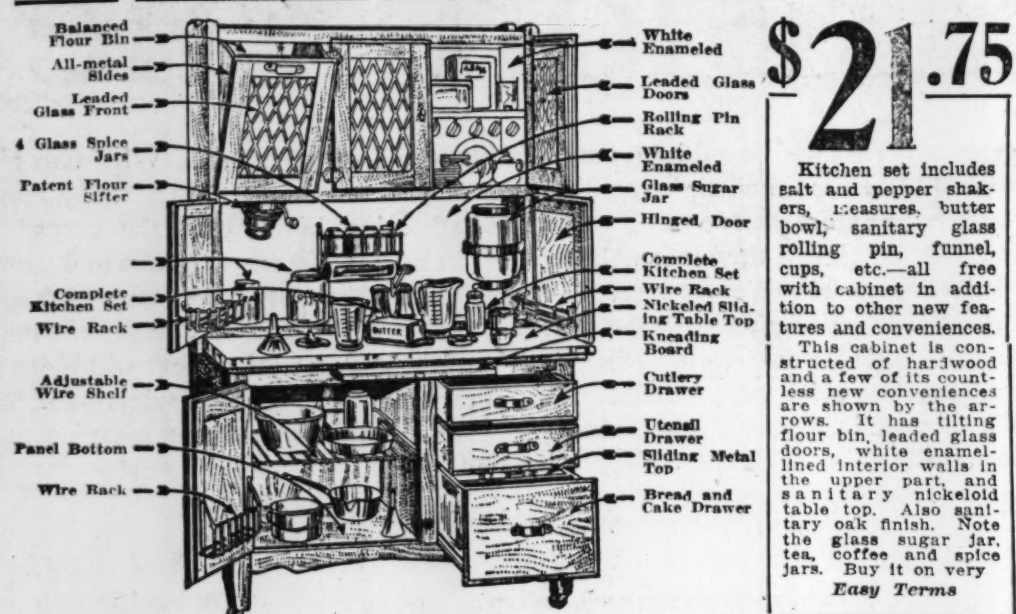 Balanced
Flour Bin
All-metal
Sides
Leaded
Glass Front
4 Glass Spice
Jars
Patent Flour
Sifter
Complete
Kitchen Set
Wire Rack
Adjustable
Wire Shelf
Panel Bottom
Wire Rack
TEA
BUTTER
White
Enameled
Leaded Glass
Doors
Rolling Pin
Rack
White
Enameled
Glass Sugar
Jar
Hinged Door
Complete
Kitchen Set
Wire Rack
Nickeled Slid-
ing Table Top
Kneading
Board
Cutlery
Drawer
Utensil
Drawer
Sliding Metal
Top
Bread and
Cake Drawer
$21.75
Kitchen set includes
salt and pepper shak-
ers, measures, butter
bowl, sanitary glass
rolling pin, funnel,
cups, etc.—all free
with cabinet in addi-
tion to other new fea-
tures and conveniences.
This cabinet is con-
structed of hardwood
and a few of its count-
less new conveniences
are shown by the ar-
rows. It has tilting
flour bin, leaded glass
doors, white enamel-
lined interior walls in
the upper part, and
sanitary nickeloid
table top. Also sani-
tary oak finish. Note
the glass sugar jar,
tea, coffee and spice
jars. Buy it on very
Easy Terms